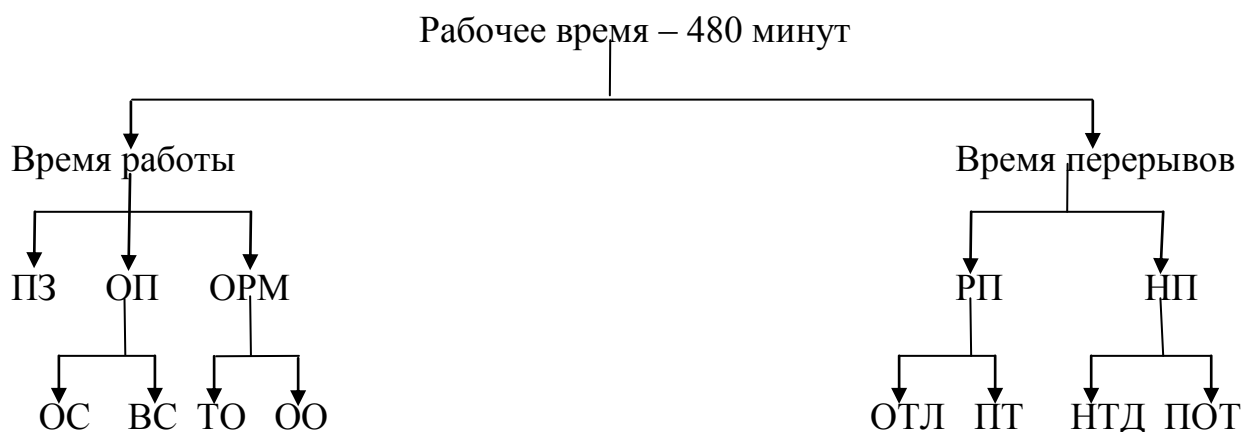 Рабочее время – 480 минут
Время работы Время перерывов
ПЗ ОП ОРМ РП НП
ОС ВС ТО ОО ОТЛ ПТ НТД ПОТ